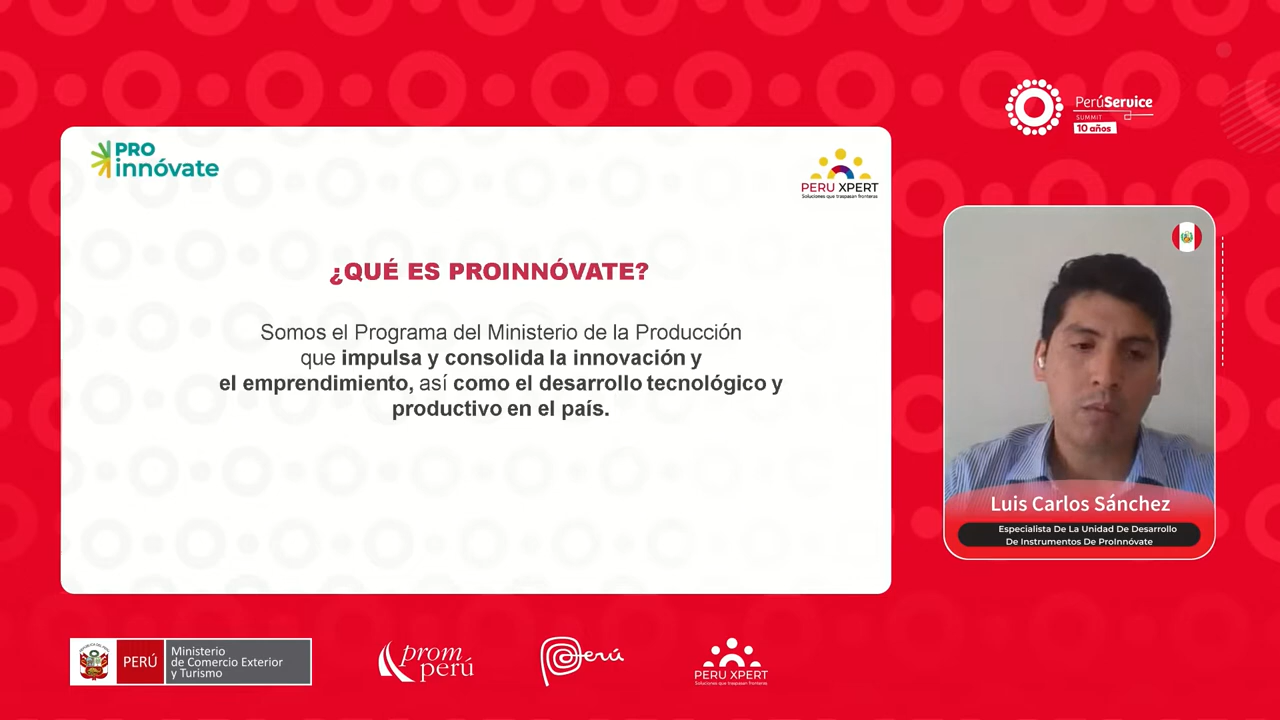 PRO
innóvate
PERU XPERT
Soluciones que traspasan fronteras
¿QUÉ ES PROINNÓVATE?
Somos el Programa del Ministerio de la Producción
que impulsa y consolida la innovación y
el emprendimiento, así como el desarrollo tecnológico y
productivo en el país.
PerúService
SUMMIT
10 años
Luis Carlos Sánchez
Especialista De La Unidad De Desarrollo
De Instrumentos De ProInnóvate
PERÚ
Ministerio
de Comercio Exterior
y Turismo
prom
perú
Perú
PERU XPERT
Soluciones que traspasan fronteras